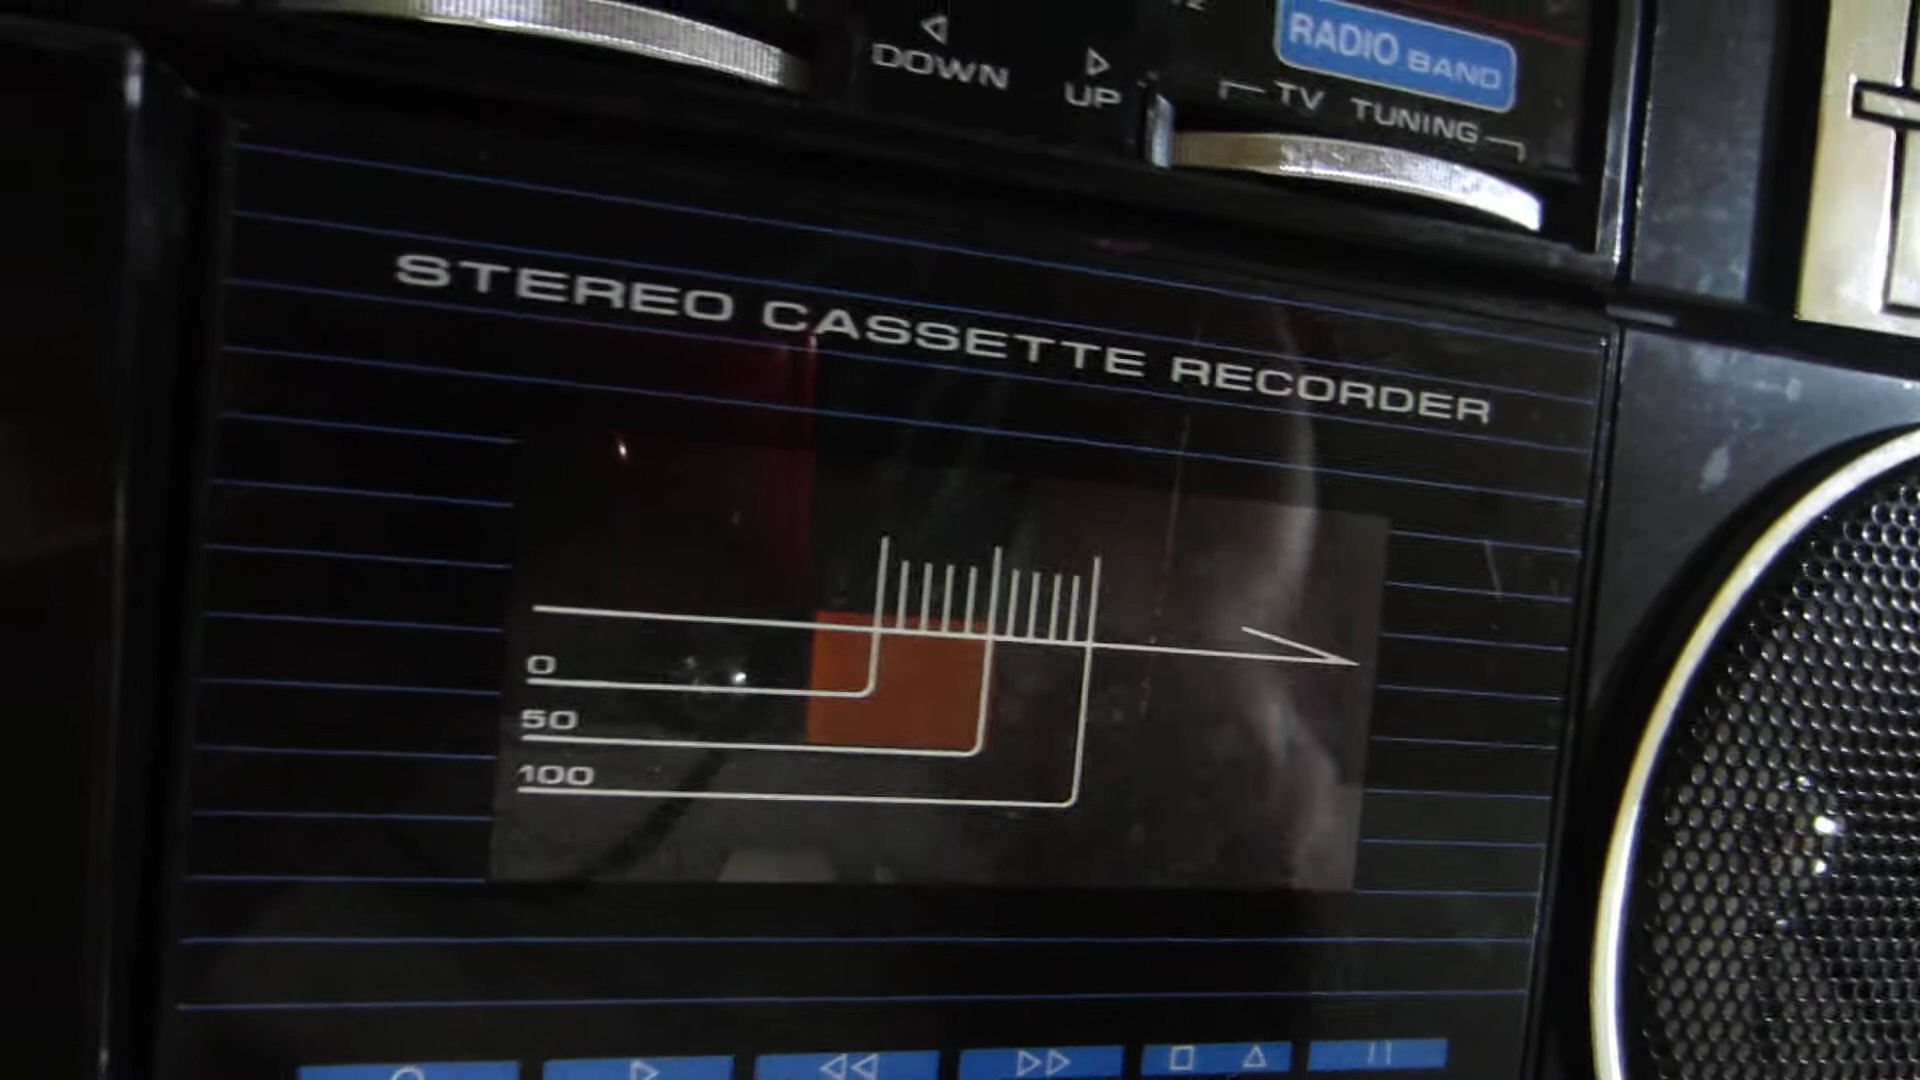 DOWN
UP
RADIO BAND
TV TUNING
STEREO CASSETTE RECORDER
0
50
100